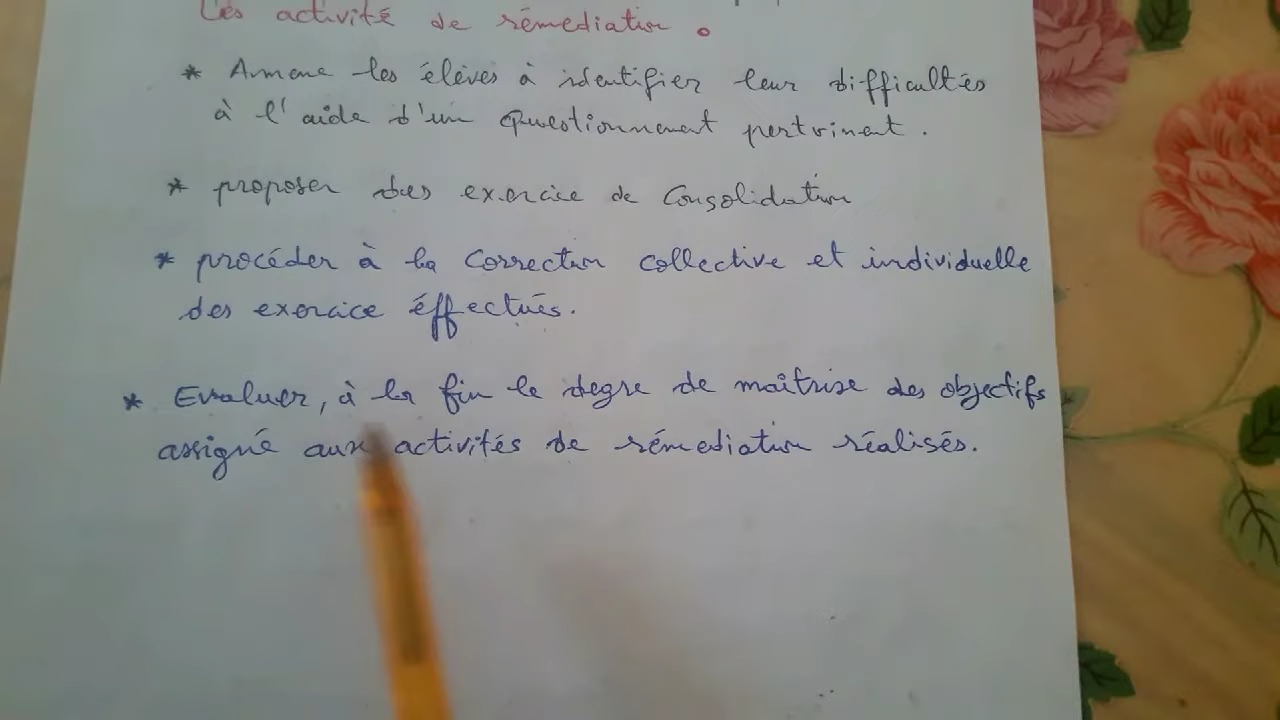 Les activité de rémediation.
* Amene les élèves à identifier leur difficultés
à l'aide d'un questionnement pertrinent.
* proposer des exercice de consolidation
* procéder à la correction collective et individuelle
des exercice éffectués.
* Evaluer, à la fin le degre de maîtrise des objectifs
assigné aux activités de rémediation réalisés.